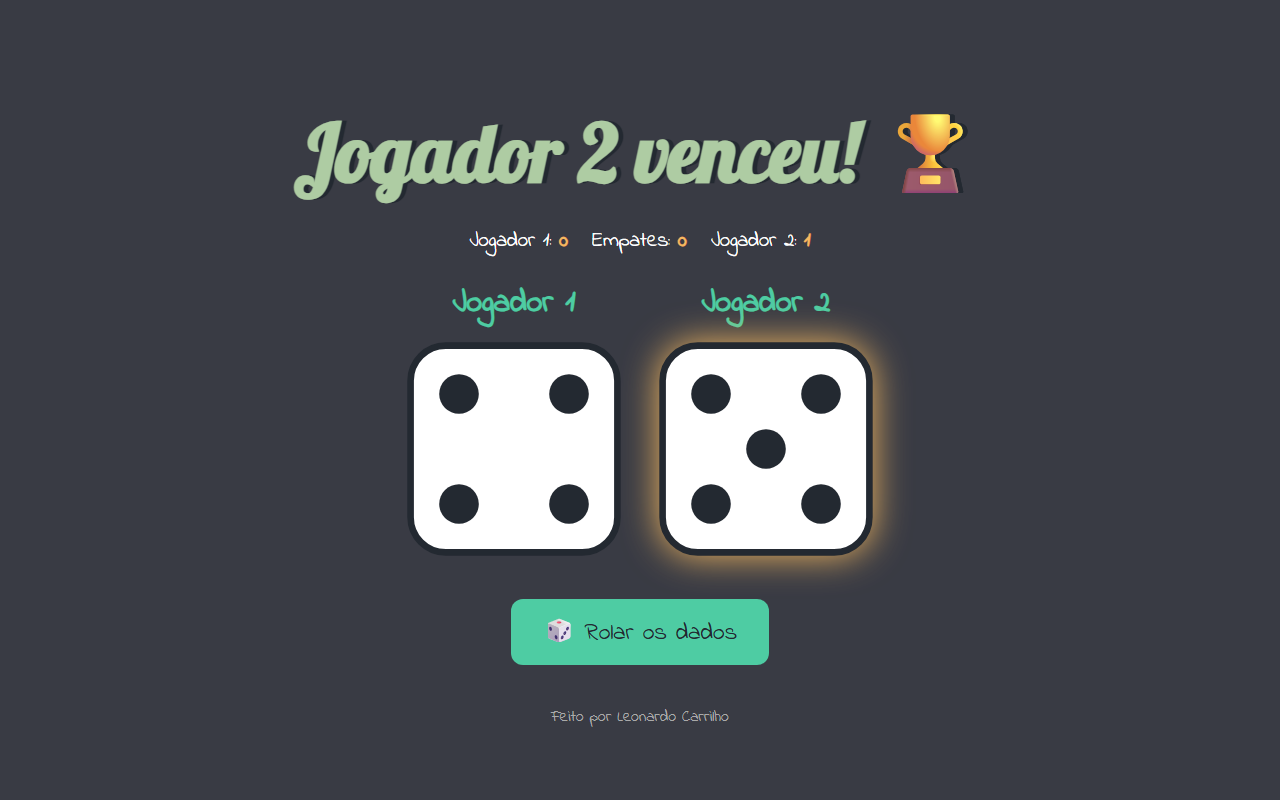 Jogador 2 venceu!
Jogador 1: 0 Empates: 0 Jogador 2: 1
Jogador 1 Jogador 2
Rolar os dados
Feito por Leonardo Carrilho